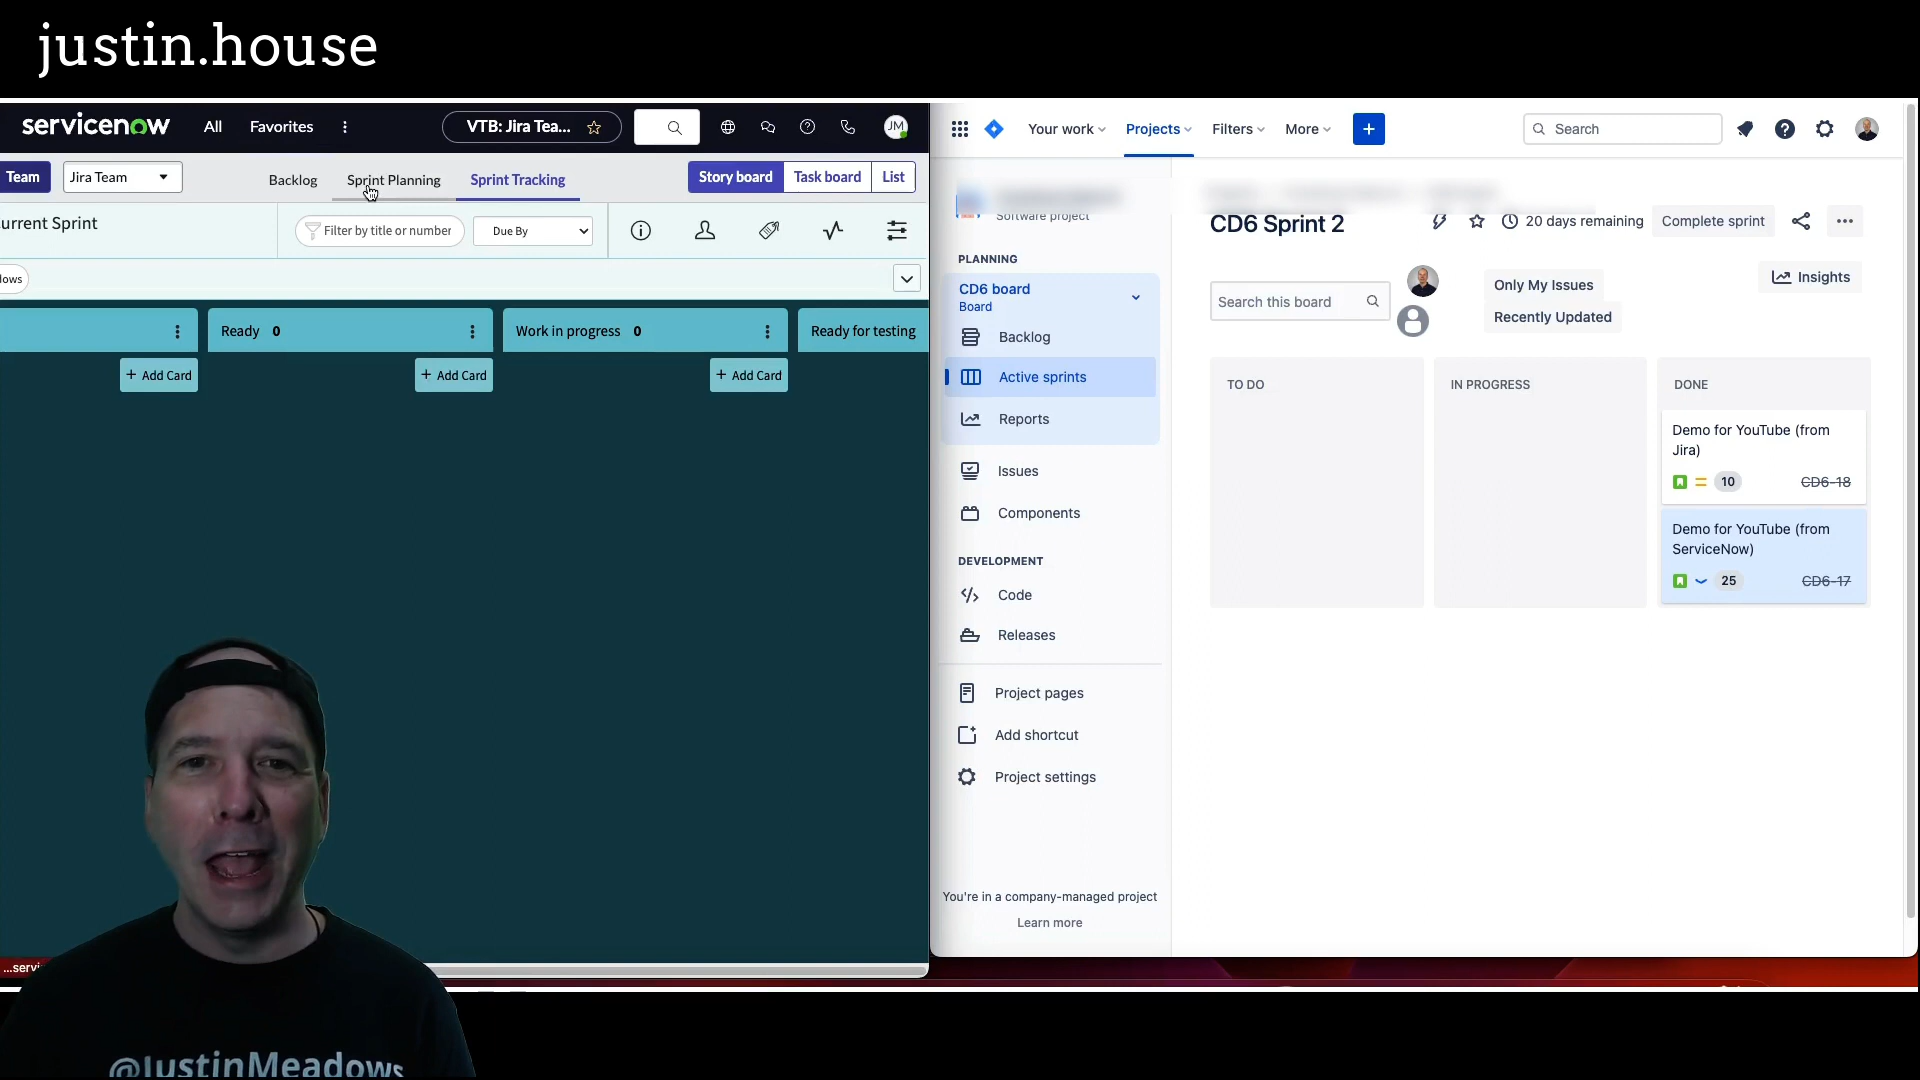 justin.house
servicenow
All
Favorites
VTB: Jira Tea...
JM
Team
Jira Team
Backlog
Sprint Planning
Sprint Tracking
Story board
Task board
List
urrent Sprint
Filter by title or number
Due By
dows
Ready 0
Work in progress 0
Ready for testing
+ Add Card
+ Add Card
+ Add Card
@JustinMeadows
Your work
Projects
Filters
More
Search
Software project
PLANNING
CD6 board
Board
Backlog
Active sprints
Reports
Issues
Components
DEVELOPMENT
Code
Releases
Project pages
Add shortcut
Project settings
You're in a company-managed project
Learn more
CD6 Sprint 2
20 days remaining
Complete sprint
Search this board
Only My Issues
Recently Updated
Insights
TO DO
IN PROGRESS
DONE
Demo for YouTube (from
Jira)
10
CD6-18
Demo for YouTube (from
ServiceNow)
25
CD6-17